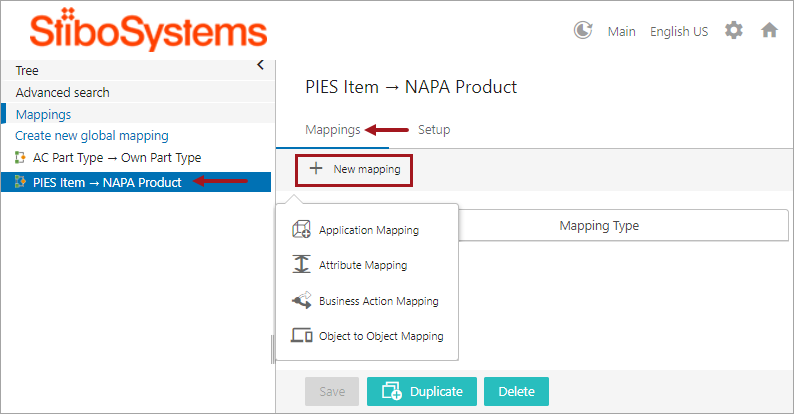 StiboSystems
Main
English US
Tree
Advanced search
Mappings
Create new global mapping
AC Part Type → Own Part Type
PIES Item → NAPA Product
PIES Item → NAPA Product
Mappings
Setup
New mapping
Application Mapping
Attribute Mapping
Business Action Mapping
Object to Object Mapping
Mapping Type
Save
Duplicate
Delete